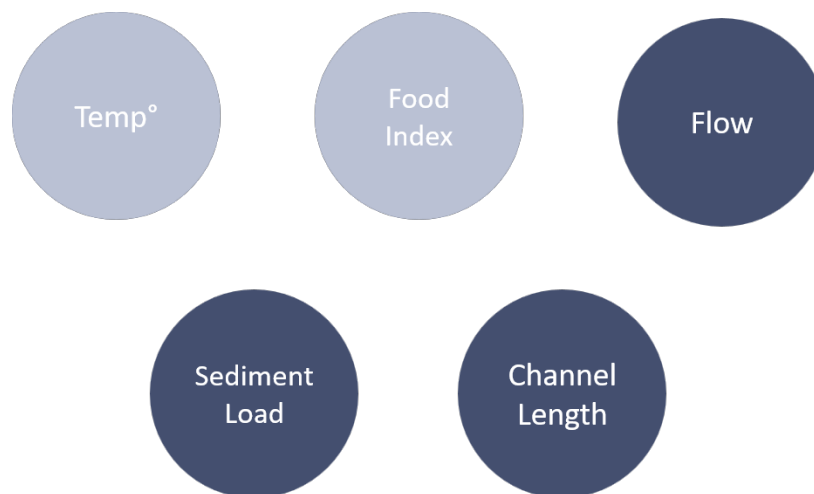 Temp°
Food
Index
Flow
Sediment
Load
Channel
Length